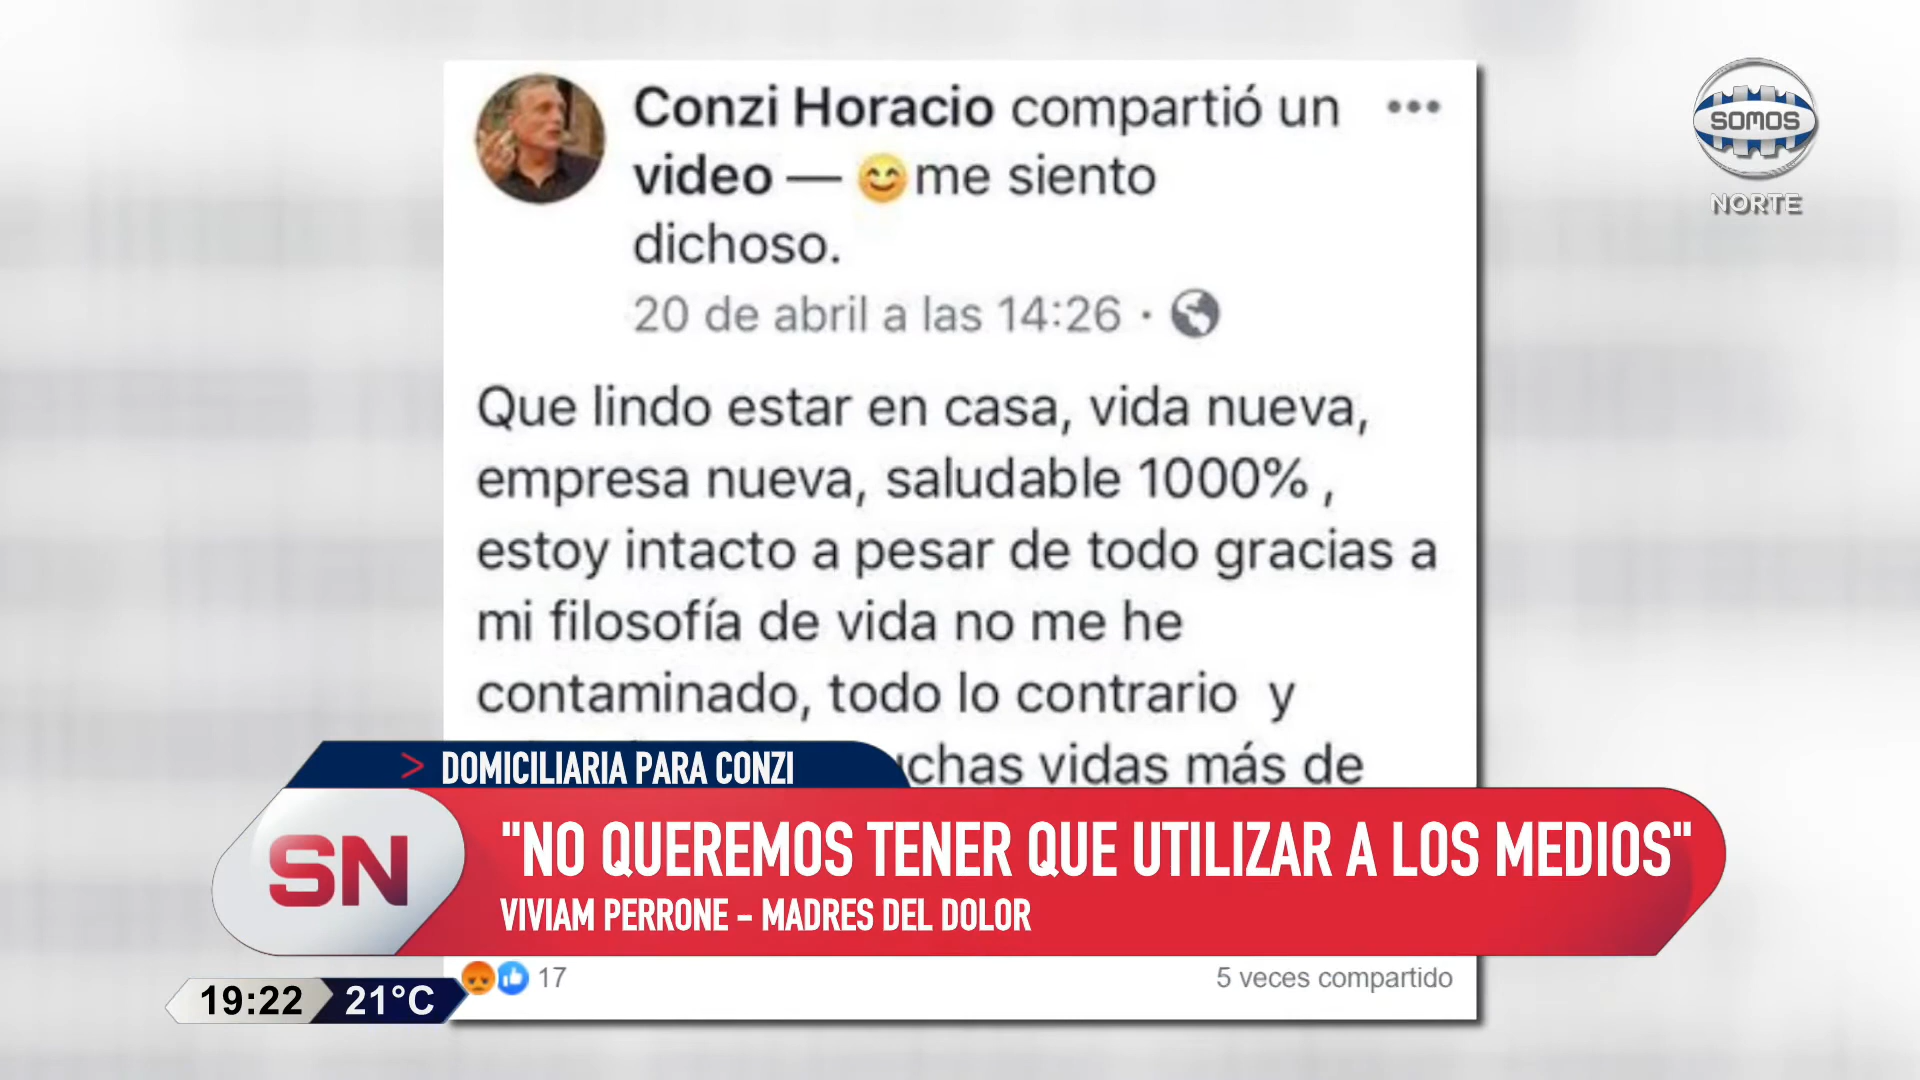 Conzi Horacio compartió un
video — 😊 me siento
dichoso.
20 de abril a las 14:26 ·
Que lindo estar en casa, vida nueva,
empresa nueva, saludable 1000% ,
estoy intacto a pesar de todo gracias a
mi filosofía de vida no me he
contaminado, todo lo contrario y
vidas más de
SOMOS
NORTE
> DOMICILIARIA PARA CONZI
SN
"NO QUEREMOS TENER QUE UTILIZAR A LOS MEDIOS"
VIVIAM PERRONE - MADRES DEL DOLOR
17
5 veces compartido
19:22 21°C